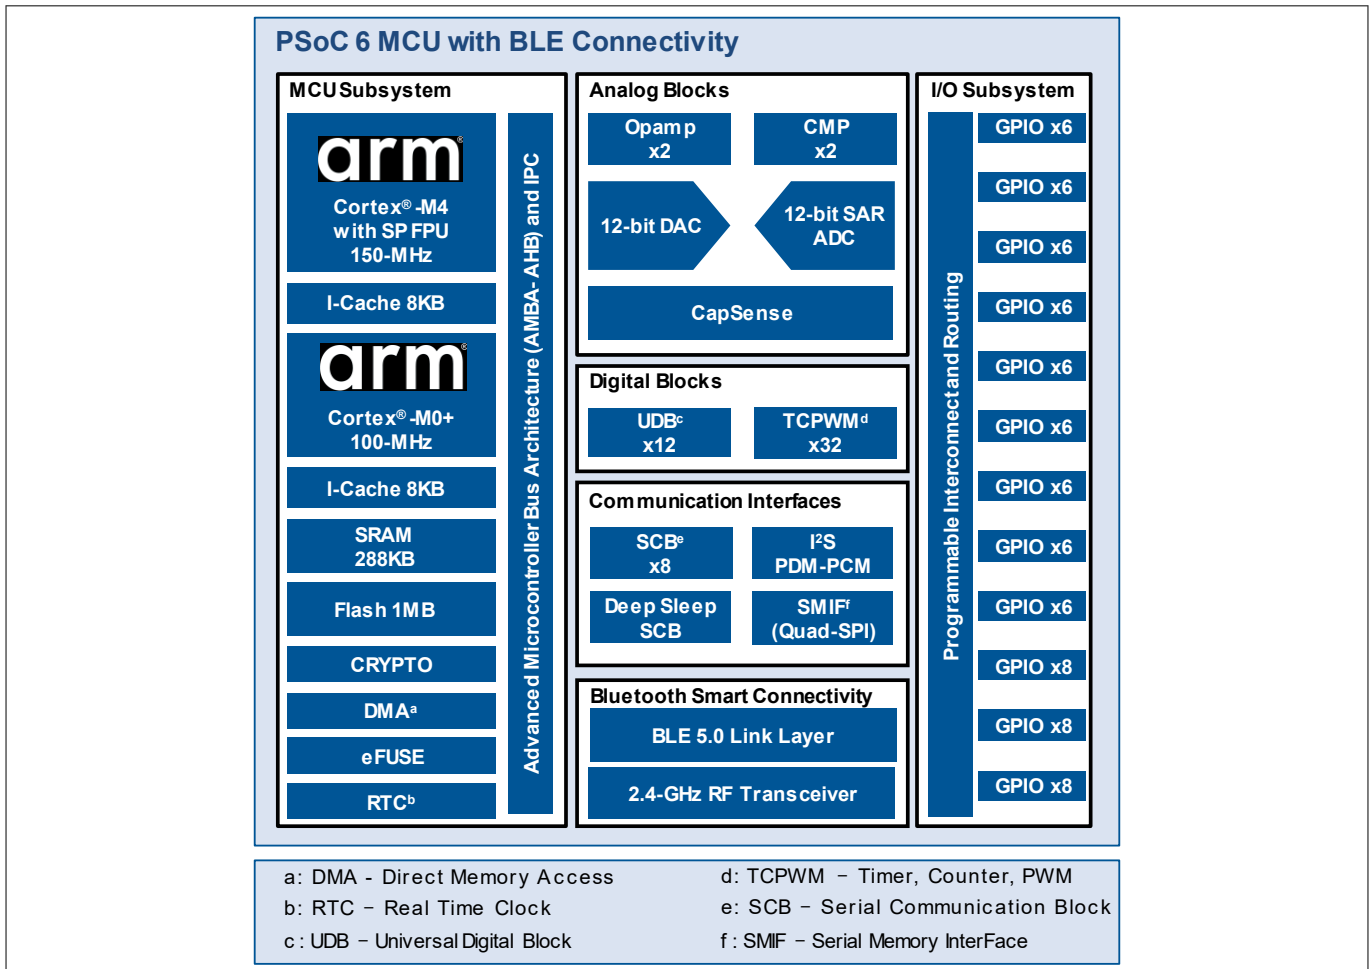 PSoC 6 MCU with BLE Connectivity
MCU Subsystem
arm®
Cortex®-M4
with SP FPU
150-MHz
I-Cache 8KB
arm®
Cortex®-M0+
100-MHz
I-Cache 8KB
SRAM
288KB
Flash 1MB
CRYPTO
DMAᵃ
eFUSE
RTCᵇ
Advanced Microcontroller Bus Architecture (AMBA- AHB) and IPC
Analog Blocks
Opamp
x2
CMP
x2
12-bit DAC
12-bit SAR
ADC
CapSense
Digital Blocks
UDBᶜ
x12
TCPWMᵈ
x32
Communication Interfaces
SCBᵉ
x8
I²S
PDM-PCM
Deep Sleep
SCB
SMIFᶠ
(Quad-SPI)
Bluetooth Smart Connectivity
BLE 5.0 Link Layer
2.4-GHz RF Transceiver
I/O Subsystem
Programmable Interconnect and Routing
GPIO x6
GPIO x6
GPIO x6
GPIO x6
GPIO x6
GPIO x6
GPIO x6
GPIO x6
GPIO x6
GPIO x8
GPIO x8
GPIO x8
a: DMA - Direct Memory Access
b: RTC – Real Time Clock
c : UDB – Universal Digital Block
d: TCPWM – Timer, Counter, PWM
e: SCB – Serial Communication Block
f : SMIF – Serial Memory InterFace